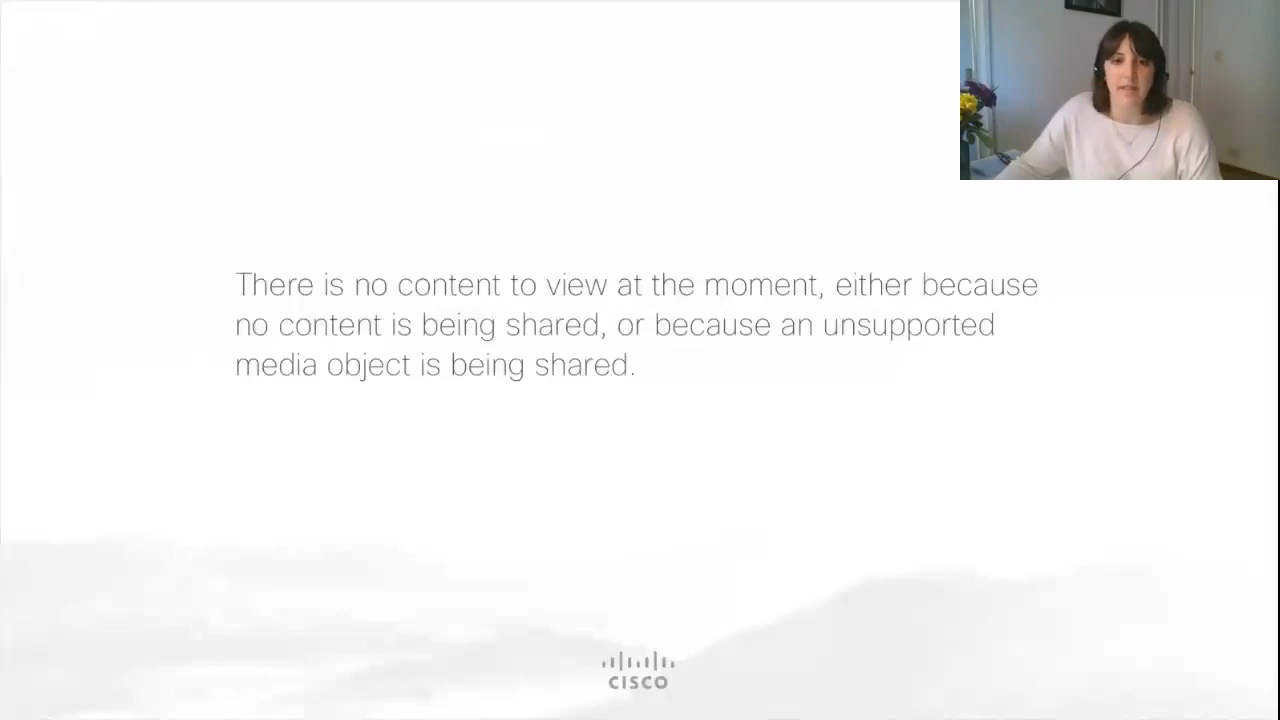 There is no content to view at the moment, either because
no content is being shared, or because an unsupported
media object is being shared.
CISCO